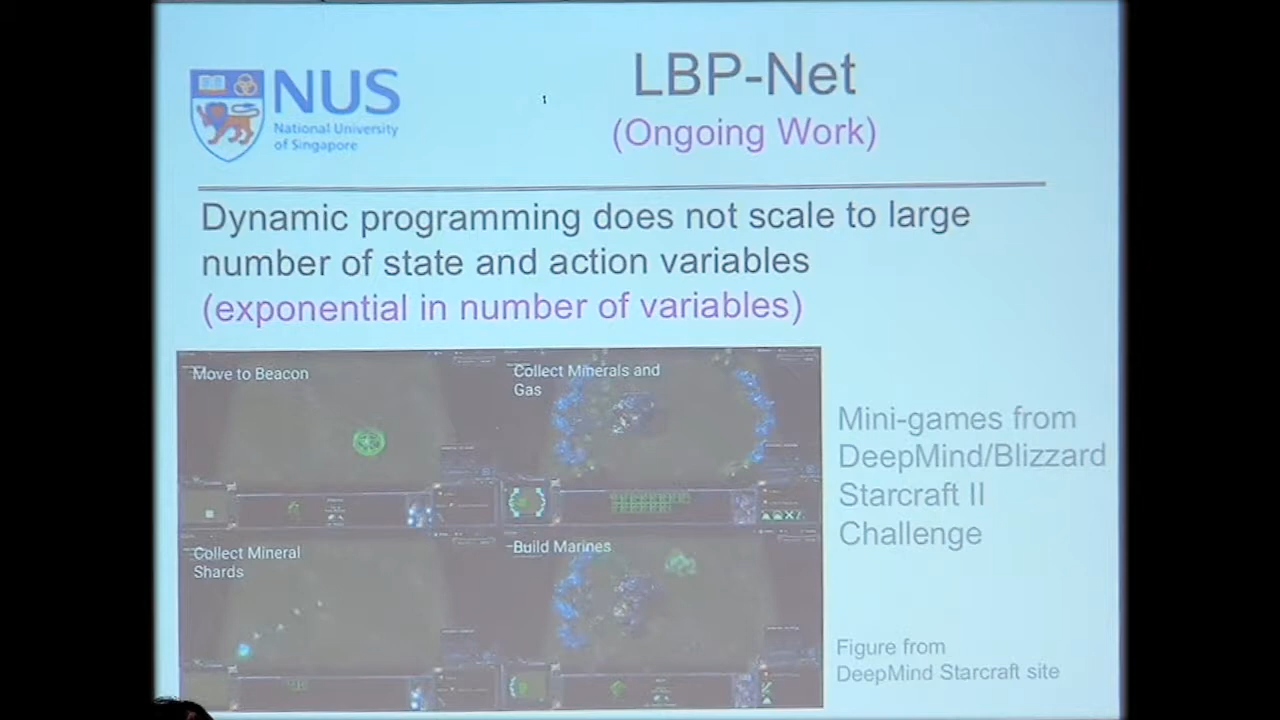 NUS
National University
of Singapore
LBP-Net
(Ongoing Work)
Dynamic programming does not scale to large
number of state and action variables
(exponential in number of variables)
Move to Beacon
Collect Minerals and
Gas
Collect Mineral
Shards
Build Marines
Mini-games from
DeepMind/Blizzard
Starcraft II
Challenge
Figure from
DeepMind Starcraft site